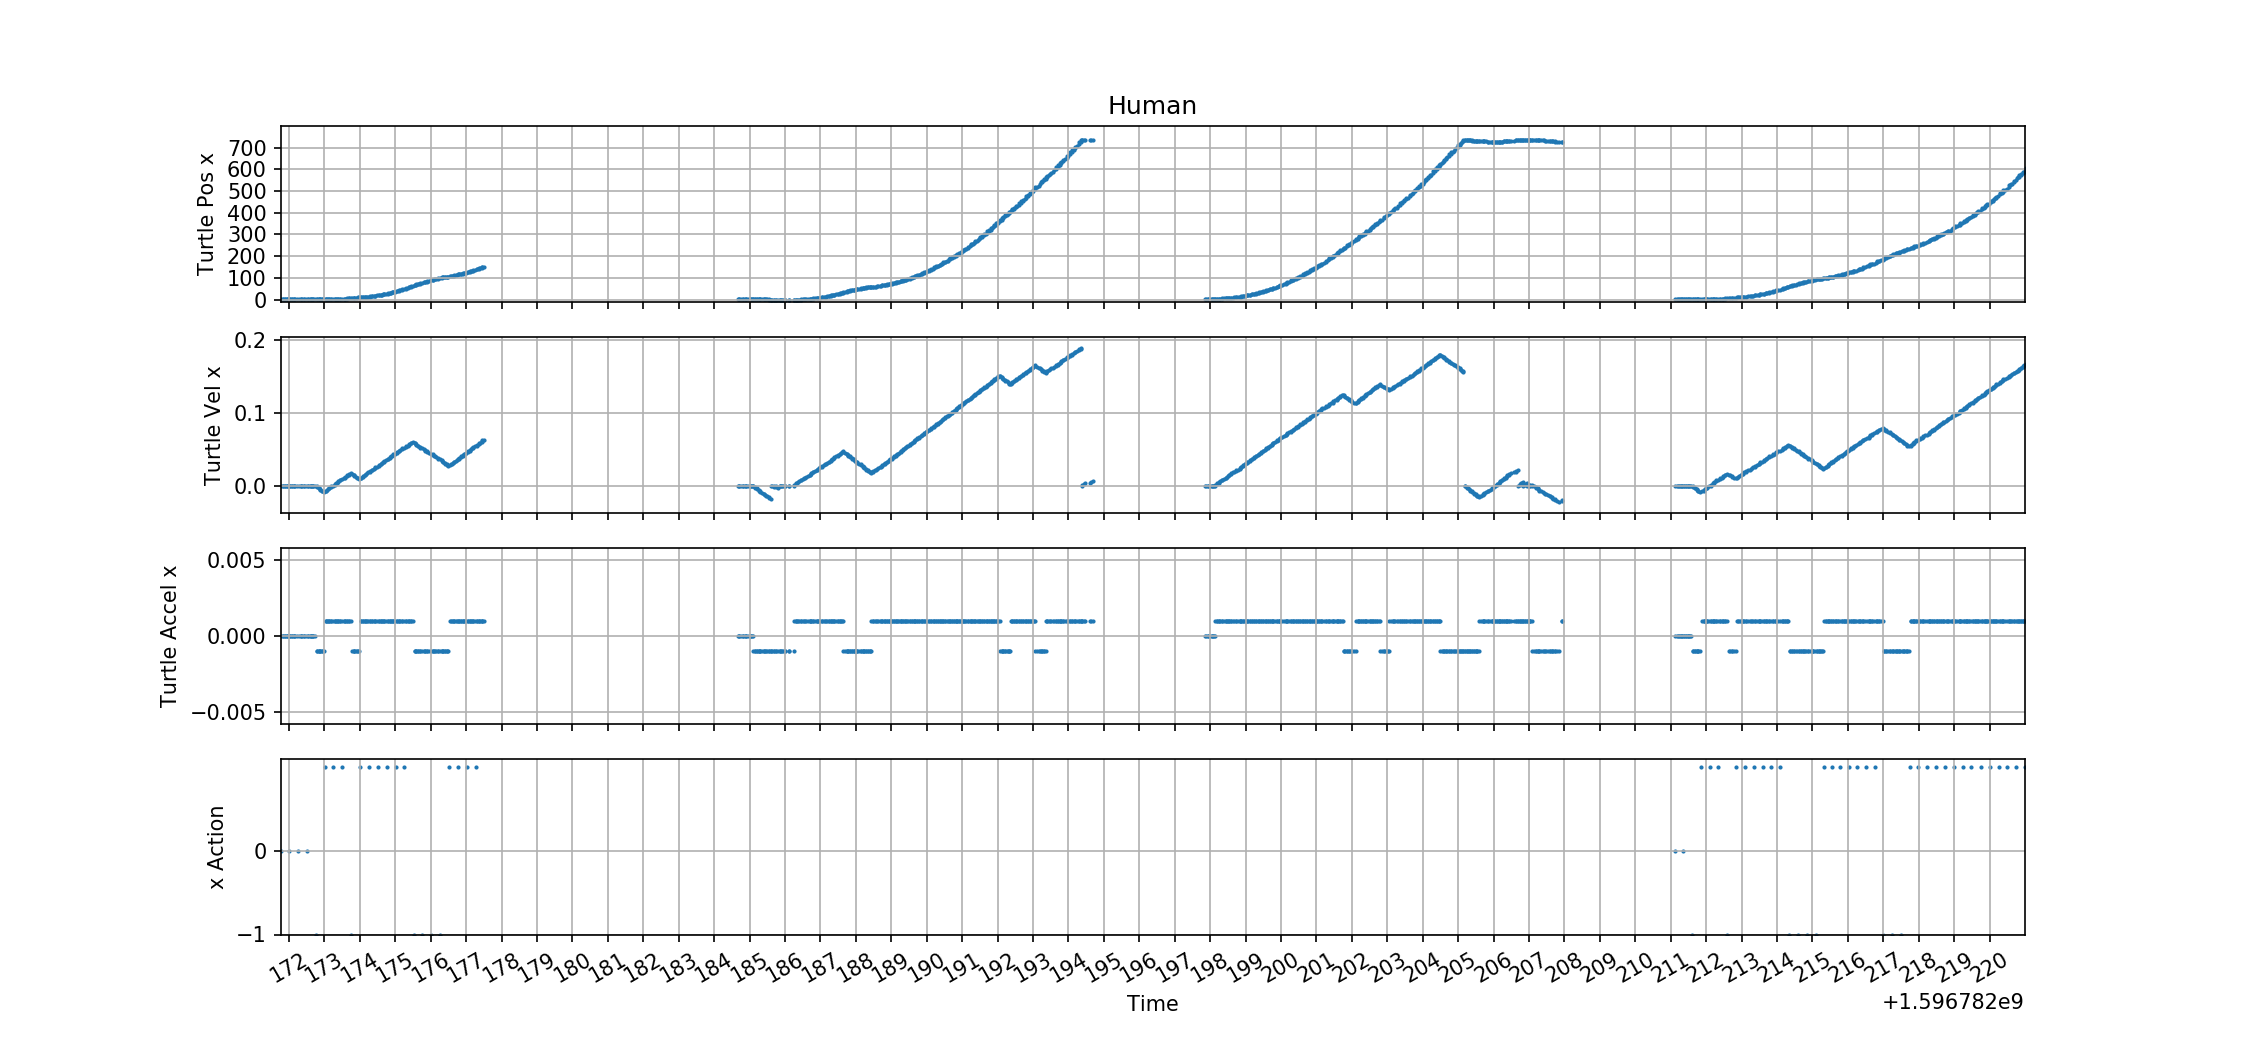 Human
Turtle Pos x
700
600
500
400
300
200
100
0
Turtle Vel x
0.2
0.1
0.0
Turtle Accel x
0.005
0.000
−0.005
x Action
0
−1
172 173 174 175 176 177 178 179 180 181 182 183 184 185 186 187 188 189 190 191 192 193 194 195 196 197 198 199 200 201 202 203 204 205 206 207 208 209 210 211 212 213 214 215 216 217 218 219 220
Time
+1.596782e9